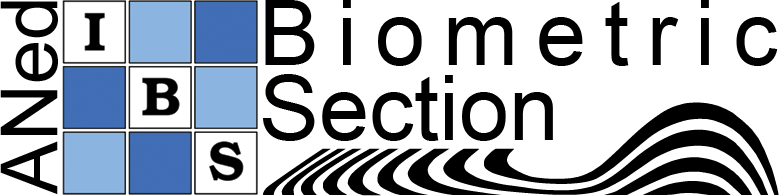 ANed
I
B
S
Biometric
Section